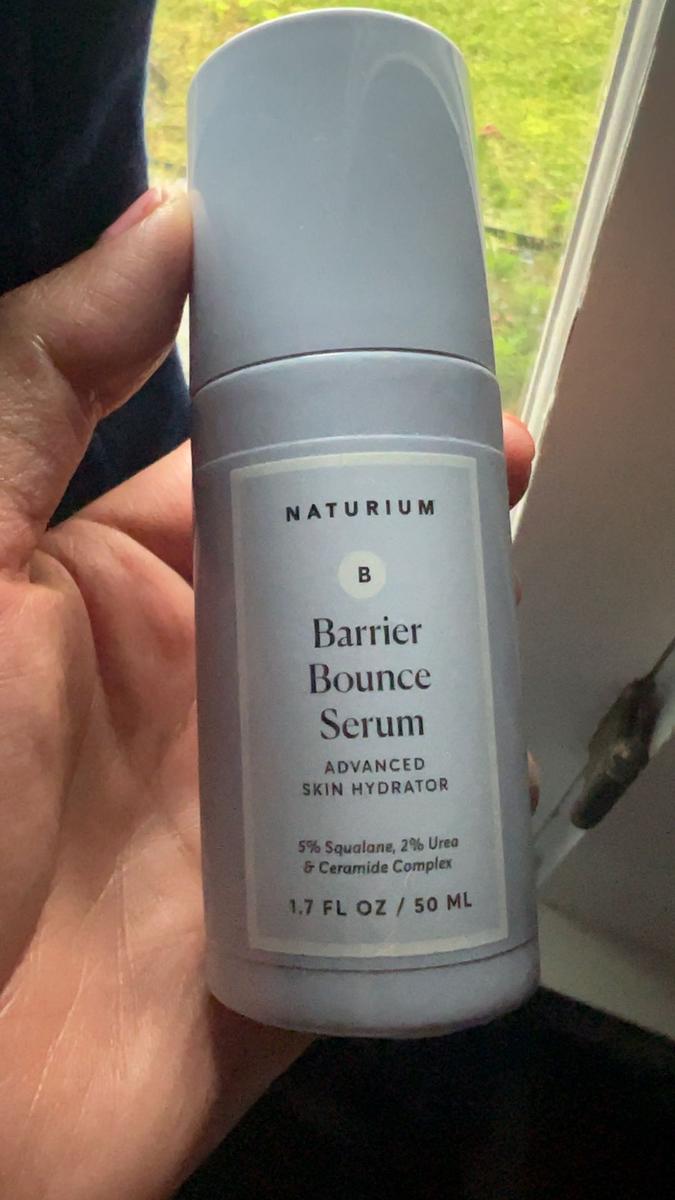 NATURIUM
B
Barrier
Bounce
Serum
ADVANCED
SKIN HYDRATOR
5% Squalane, 2% Urea
& Ceramide Complex
1.7 FL OZ / 50 ML